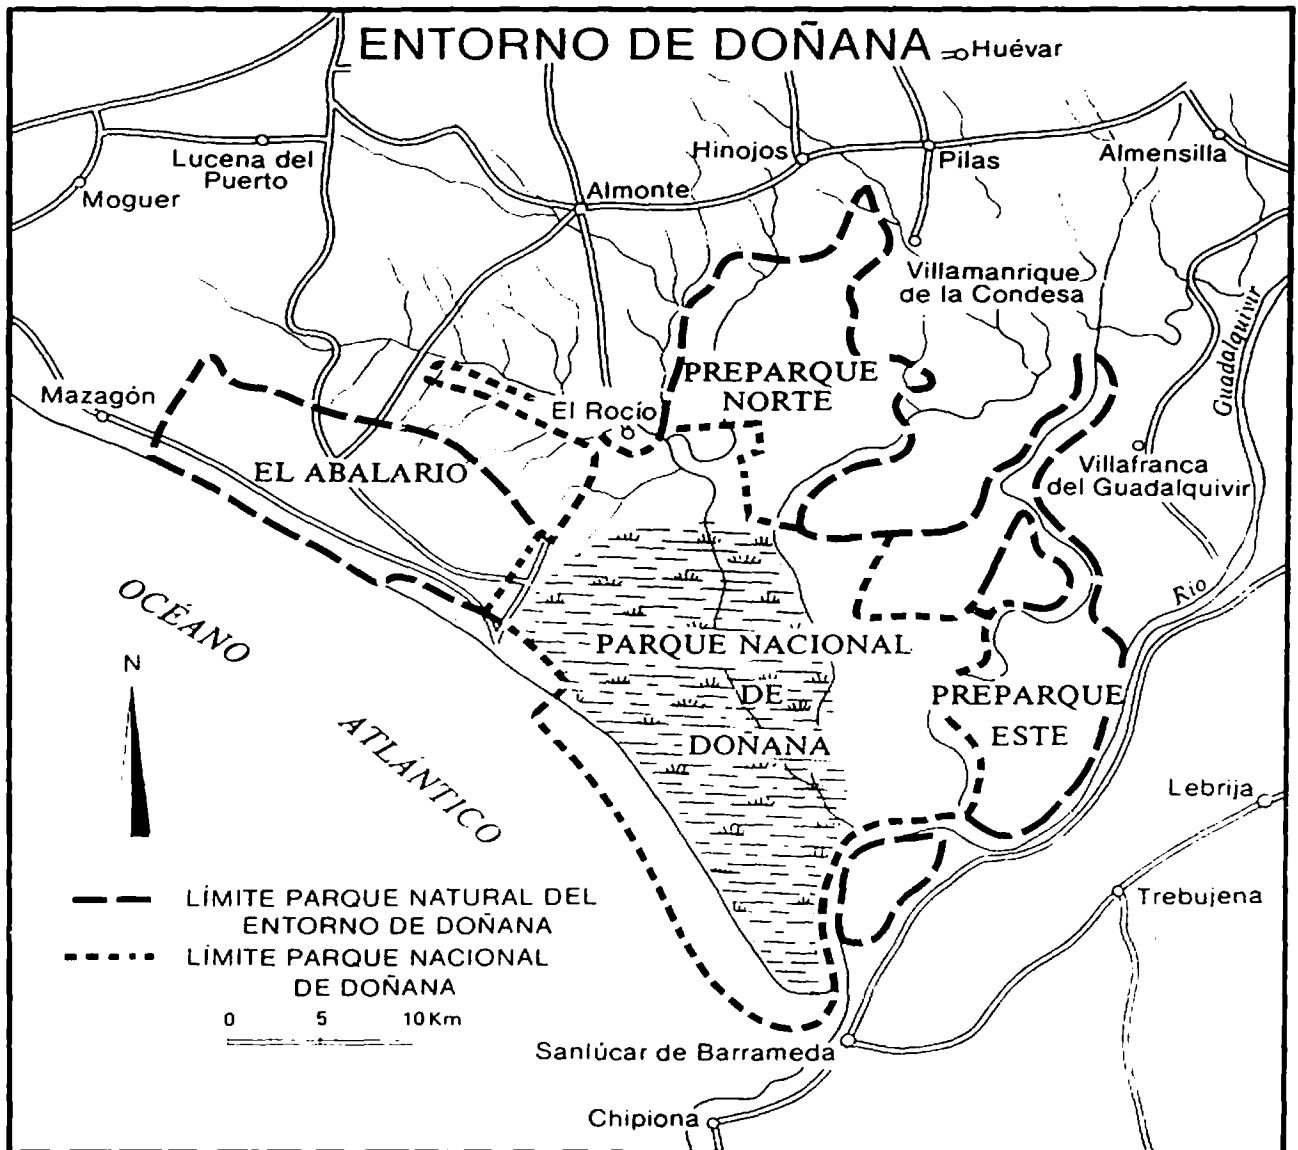 ENTORNO DE DOÑANA
Huévar
Hinojos
Pilas
Almensilla
Lucena del
Puerto
Moguer
Almonte
Villamanrique
de la Condesa
Guadalquivir
PREPARQUE
NORTE
Mazagón
El Rocío
EL ABALARIO
Villafranca
del Guadalquivir
Rio
OCÉANO
ATLÁNTICO
N
PARQUE NACIONAL
DE
DOÑANA
PREPARQUE
ESTE
Lebrija
Trebujena
LÍMITE PARQUE NATURAL DEL
ENTORNO DE DOÑANA
LÍMITE PARQUE NACIONAL
DE DOÑANA
0 5 10 Km
Sanlúcar de Barrameda
Chipiona